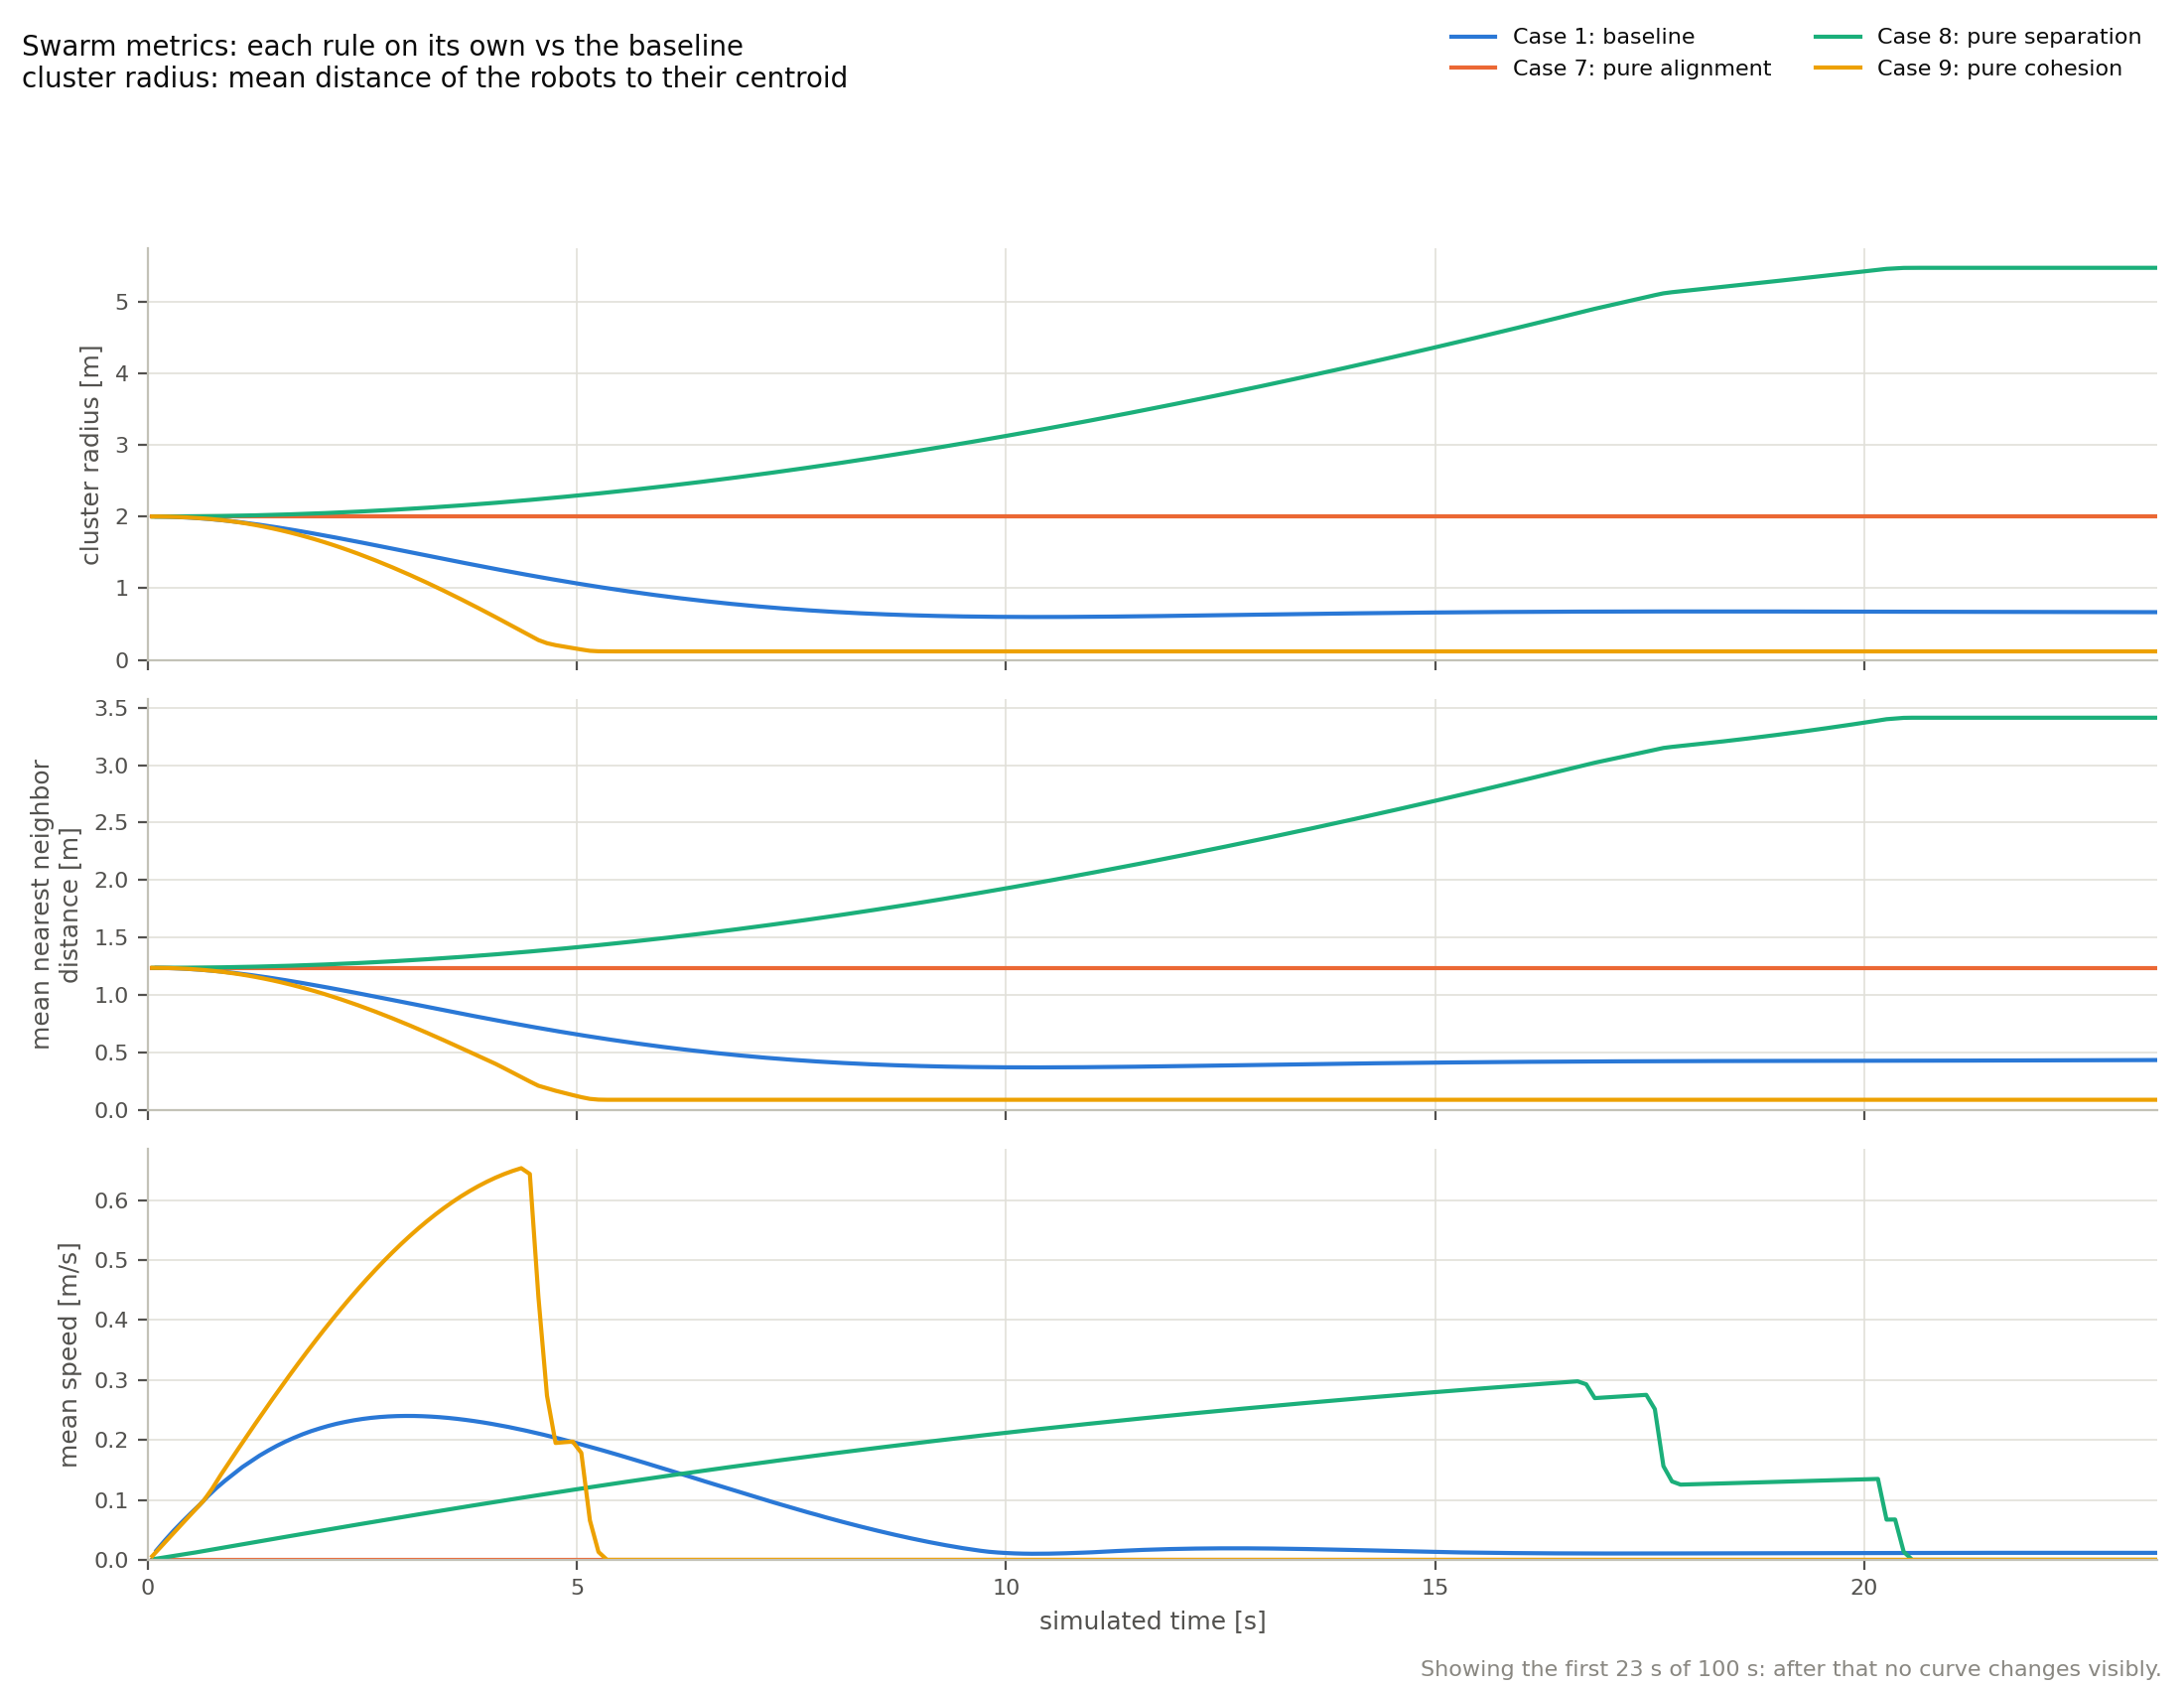 Swarm metrics: each rule on its own vs the baseline
cluster radius: mean distance of the robots to their centroid
Case 1: baseline
Case 7: pure alignment
Case 8: pure separation
Case 9: pure cohesion
cluster radius [m]
5
4
3
2
1
0
mean nearest neighbor
distance [m]
3.5
3.0
2.5
2.0
1.5
1.0
0.5
0.0
mean speed [m/s]
0.6
0.5
0.4
0.3
0.2
0.1
0.0
0 5 10 15 20
simulated time [s]
Showing the first 23 s of 100 s: after that no curve changes visibly.